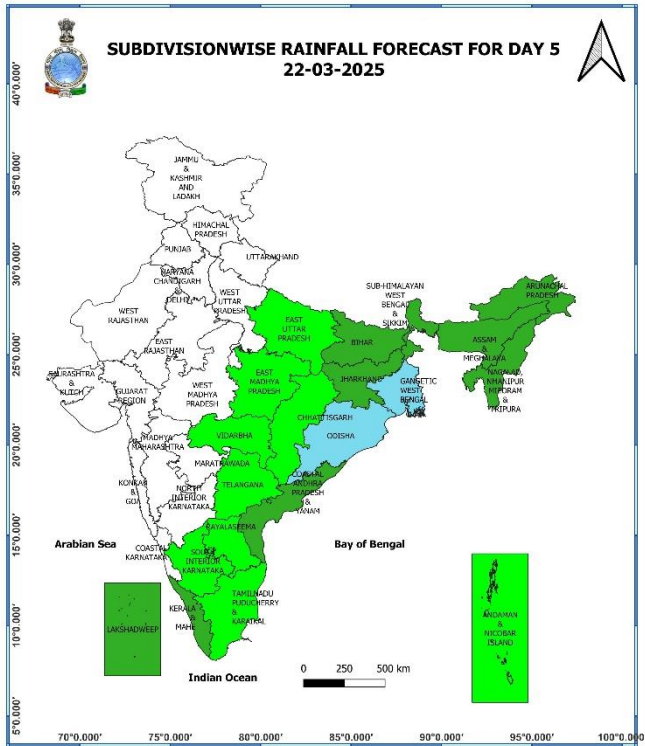 SUBDIVISIONWISE RAINFALL FORECAST FOR DAY 5
22-03-2025
40°0.000'
35°0.000'
30°0.000'
25°0.000'
20°0.000'
15°0.000'
10°0.000'
5°0.000'
JAMMU
&
KASHMIR
AND
LADAKH
HIMACHAL
PRADESH
PUNJAB
UTTARAKHAND
HARYANA
CHANDIGARH
&
DELHI
WEST
UTTAR
PRADESH
WEST
RAJASTHAN
EAST
RAJASTHAN
EAST
UTTAR
PRADESH
SUB-HIMALAYAN
WEST
BENGAL
&
SIKKIM
ARUNACHAL
PRADESH
ASSAM
&
MEGHALAYA
NAGALAD,
NMANIPUR
MIZORAM
&
TRIPURA
BIHAR
JHARKHAND
GANGETIC
WEST
BENGAL
SAURASHTRA
&
KUTCH
GUJARAT
REGION
WEST
MADHYA
PRADESH
EAST
MADHYA
PRADESH
CHHATTISGARH
ODISHA
MADHYA
MAHARASHTRA
VIDARBHA
MARATHWADA
KONKAN
&
GOA
NORTH
INTERIOR
KARNATAKA
TELANGANA
COASTAL
ANDHRA
PRADESH
&
YANAM
RAYALASEEMA
COASTAL
KARNATAKA
SOUTH
INTERIOR
KARNATAKA
TAMILNADU
PUDUCHERRY
&
KARAIKAL
KERALA
&
MAHE
LAKSHADWEEP
ANDAMAN
&
NICOBAR
ISLAND
Arabian Sea
Bay of Bengal
Indian Ocean
0 250 500 km
70°0.000' 75°0.000' 80°0.000' 85°0.000' 90°0.000' 95°0.000' 100°0.000'